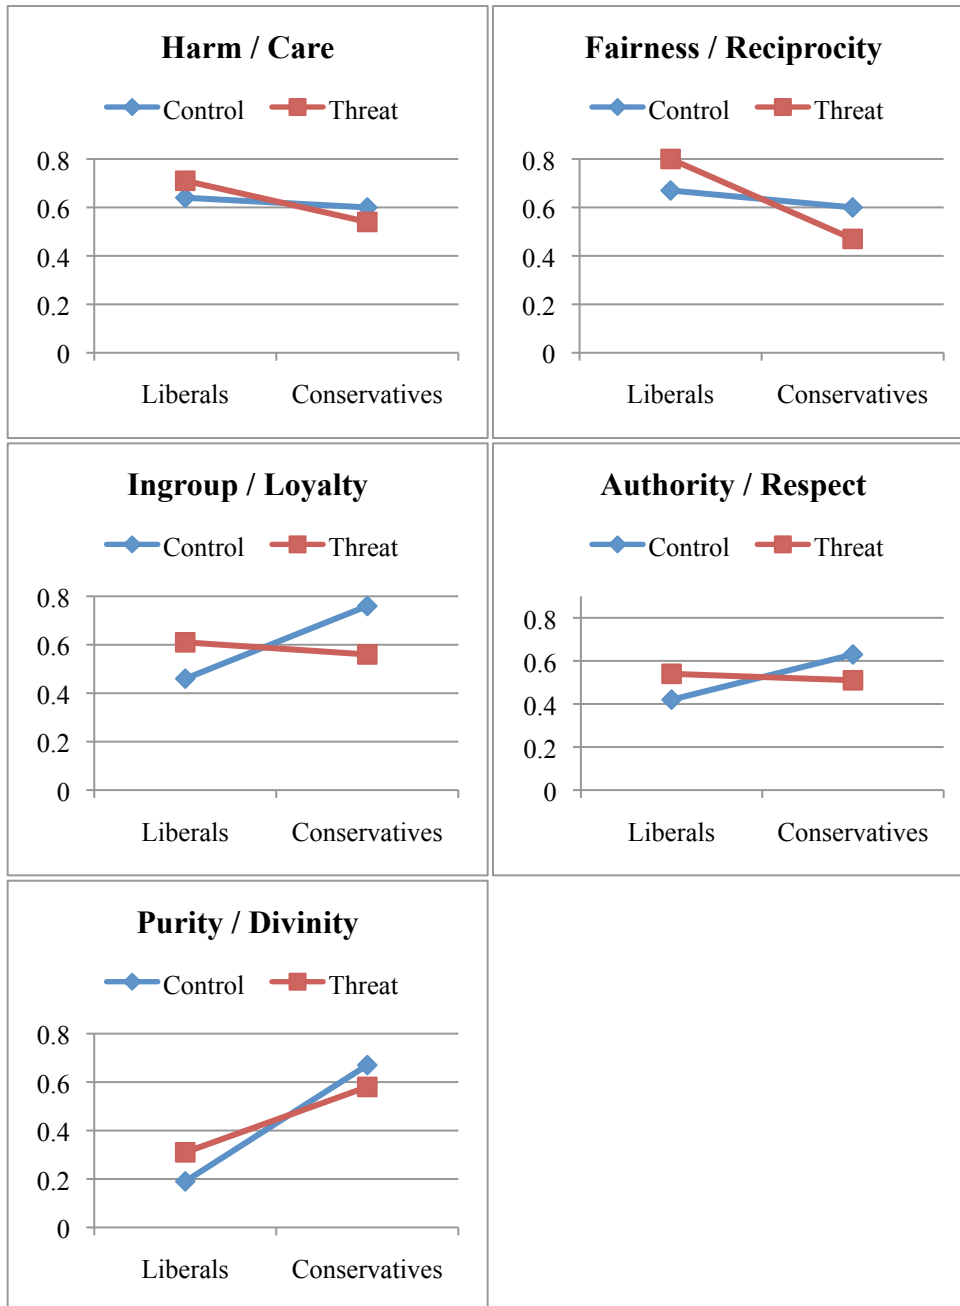 Harm / Care
Control Threat
0.8
0.6
0.4
0.2
0
Liberals Conservatives
Fairness / Reciprocity
Control Threat
0.8
0.6
0.4
0.2
0
Liberals Conservatives
Ingroup / Loyalty
Control Threat
0.8
0.6
0.4
0.2
0
Liberals Conservatives
Authority / Respect
Control Threat
0.8
0.6
0.4
0.2
0
Liberals Conservatives
Purity / Divinity
Control Threat
0.8
0.6
0.4
0.2
0
Liberals Conservatives